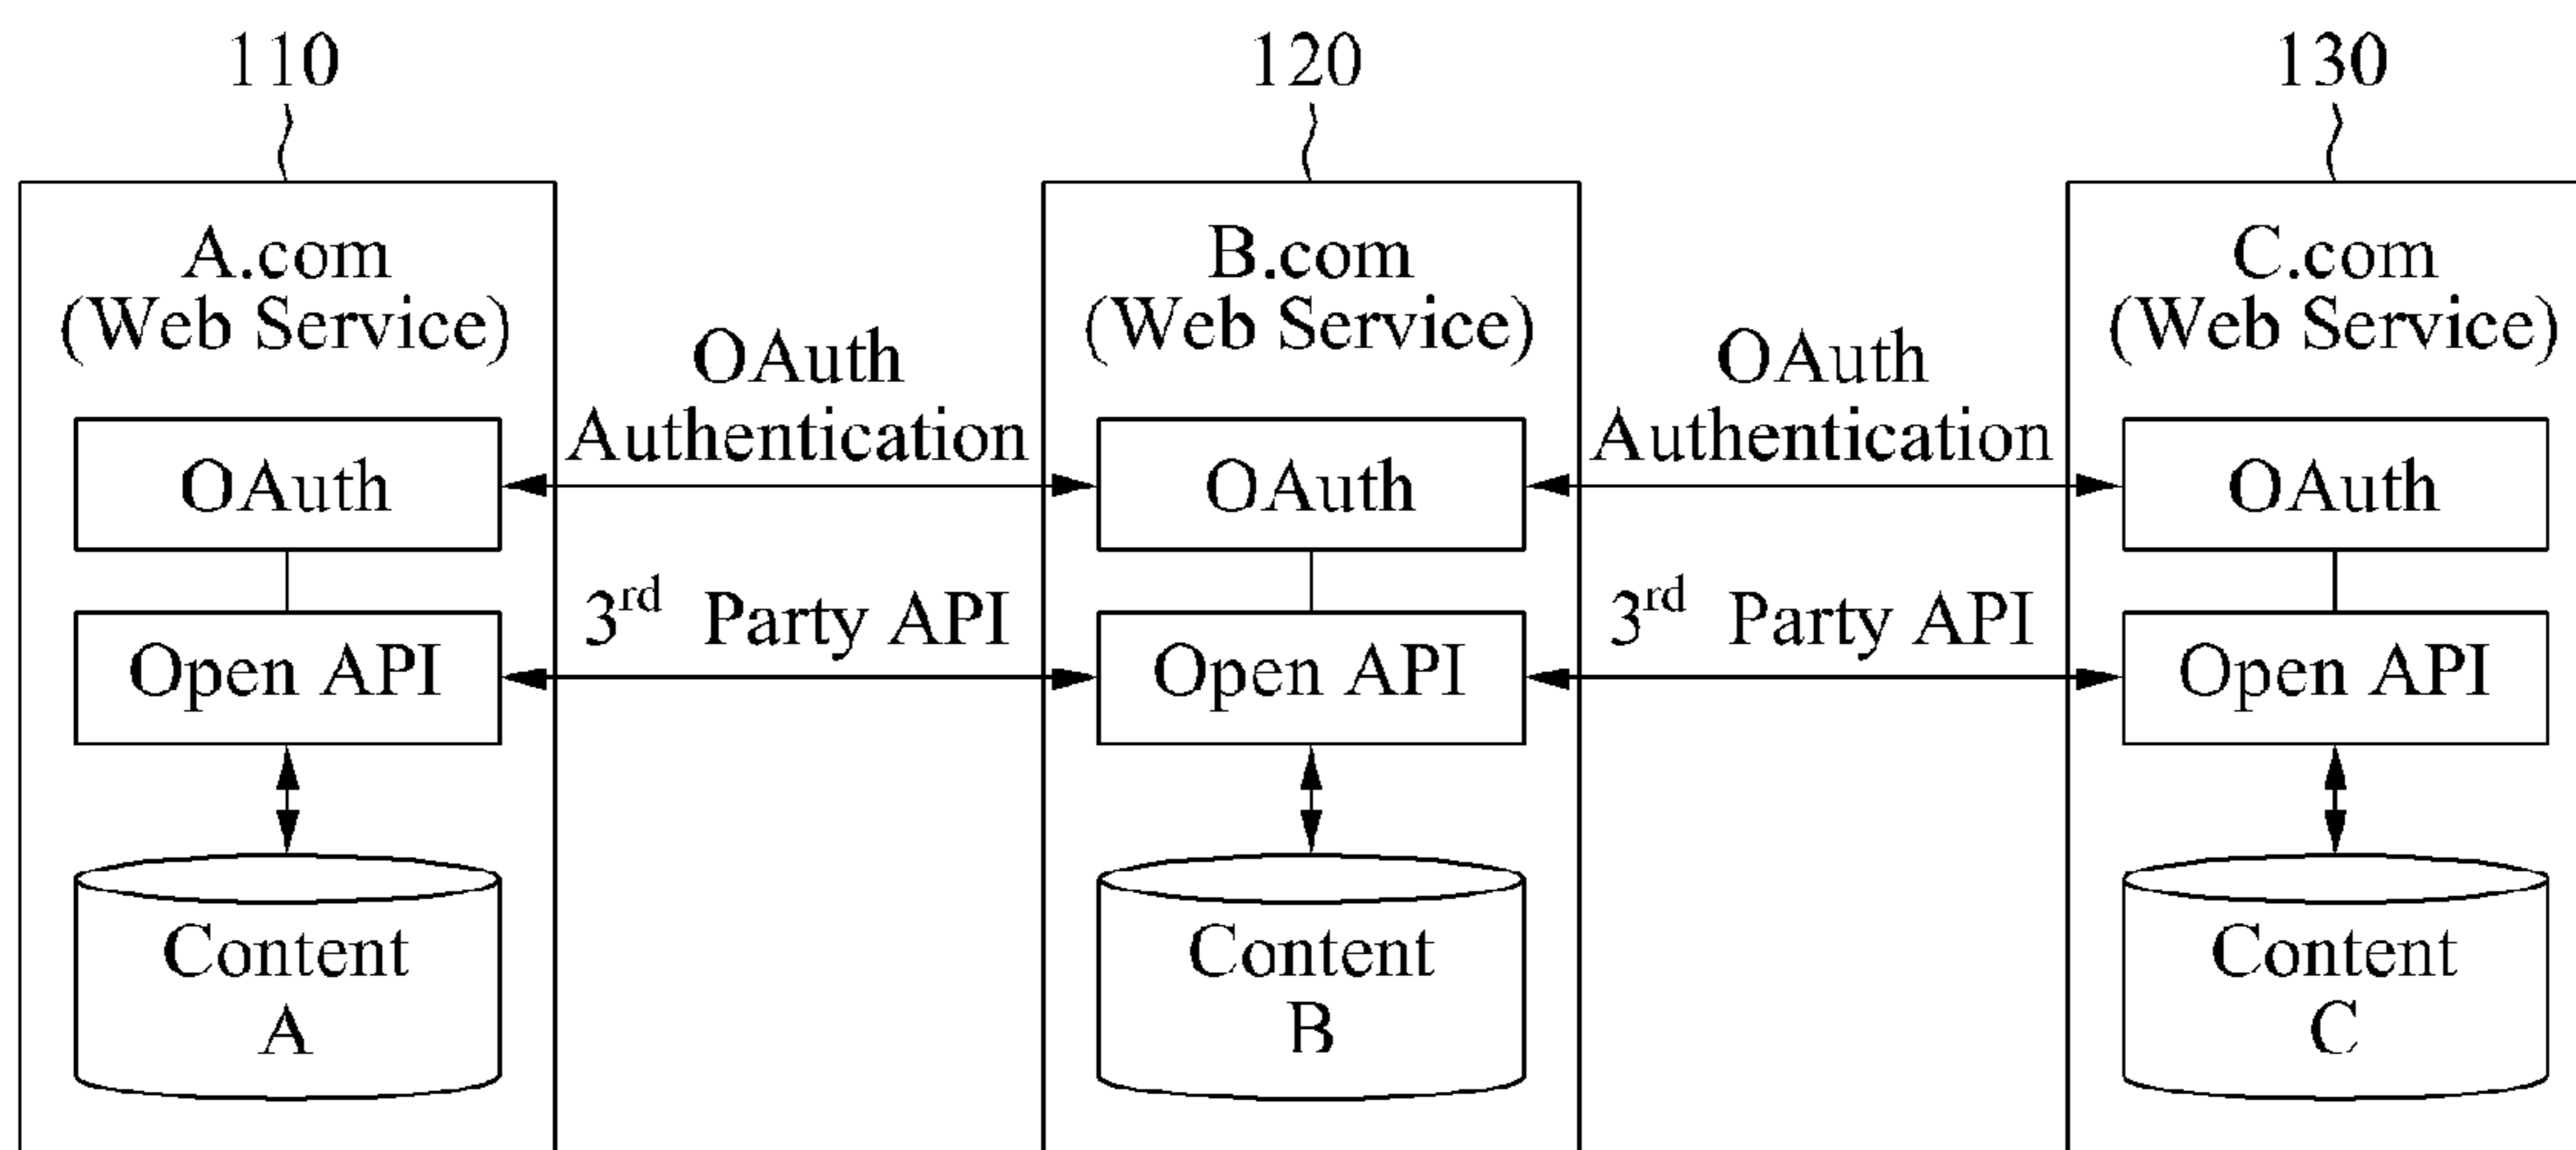 110
120
130
A.com
(Web Service)
B.com
(Web Service)
C.com
(Web Service)
OAuth
Authentication
OAuth
Authentication
OAuth
OAuth
OAuth
3rd Party API
3rd Party API
Open API
Open API
Open API
Content
A
Content
B
Content
C